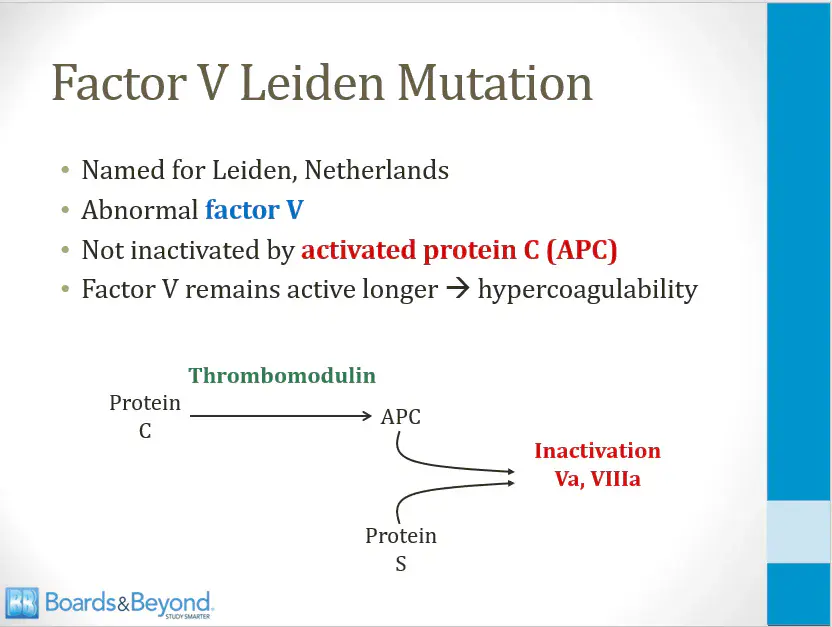 Factor V Leiden Mutation
• Named for Leiden, Netherlands
• Abnormal factor V
• Not inactivated by activated protein C (APC)
• Factor V remains active longer → hypercoagulability
Thrombomodulin
Protein
C
APC
Inactivation
Va, VIIIa
Protein
S
BB Boards&Beyond.
STUDY SMARTER